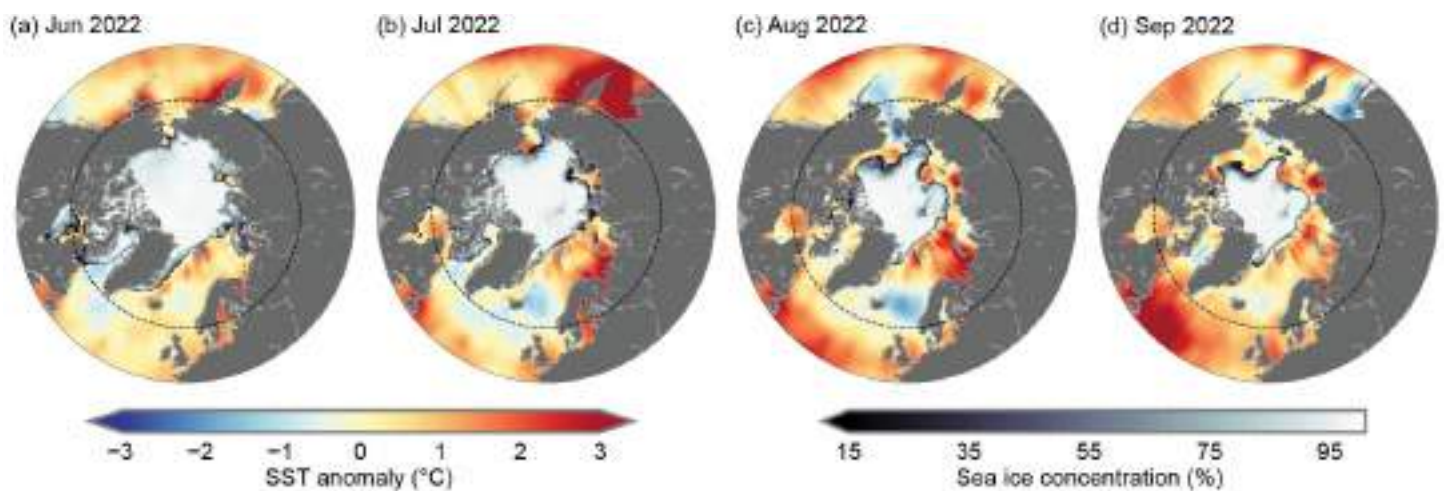 (a) Jun 2022
(b) Jul 2022
(c) Aug 2022
(d) Sep 2022
−3 −2 −1 0 1 2 3
SST anomaly (°C)
15 35 55 75 95
Sea ice concentration (%)